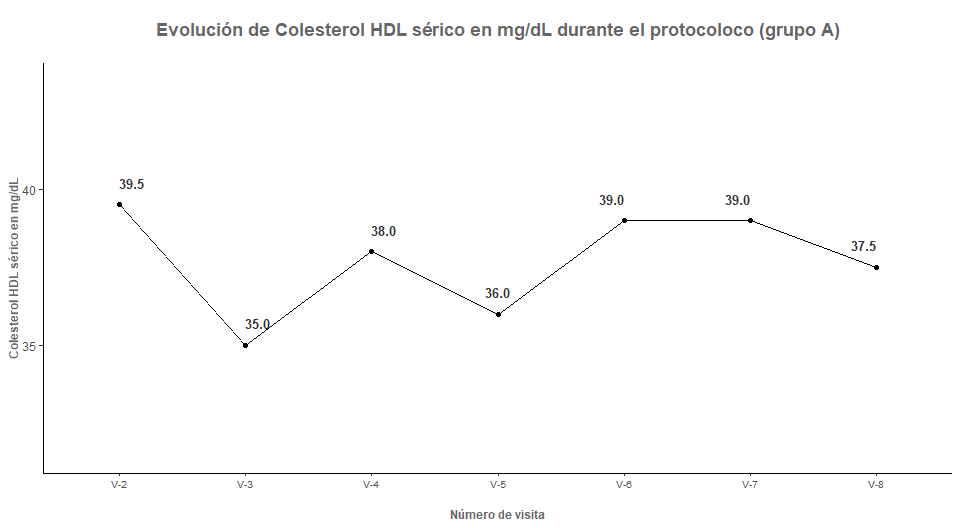 Evolución de Colesterol HDL sérico en mg/dL durante el protocoloco (grupo A)
Colesterol HDL sérico en mg/dL
40
35
39.5
35.0
38.0
36.0
39.0
39.0
37.5
V-2
V-3
V-4
V-5
V-6
V-7
V-8
Número de visita